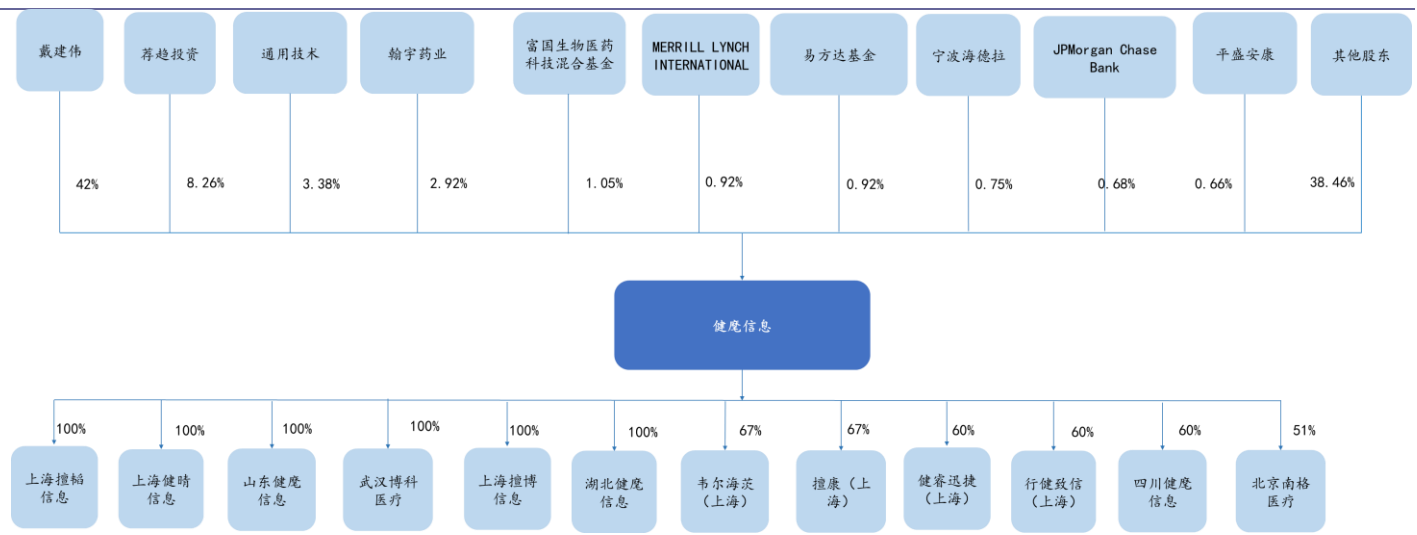 戴建伟
荐趋投资
通用技术
翰宇药业
富国生物医药
科技混合基金
MERRILL LYNCH
INTERNATIONAL
易方达基金
宁波海德拉
JPMorgan Chase
Bank
平盛安康
其他股东
42%
8.26%
3.38%
2.92%
1.05%
0.92%
0.92%
0.75%
0.68%
0.66%
38.46%
健麾信息
100%
100%
100%
100%
100%
100%
67%
67%
60%
60%
60%
51%
上海擅韬
信息
上海健晴
信息
山东健麾
信息
武汉博科
医疗
上海擅博
信息
湖北健麾
信息
韦尔海茨
（上海）
擅康（上
海）
健睿迅捷
（上海）
行健致信
（上海）
四川健麾
信息
北京南格
医疗